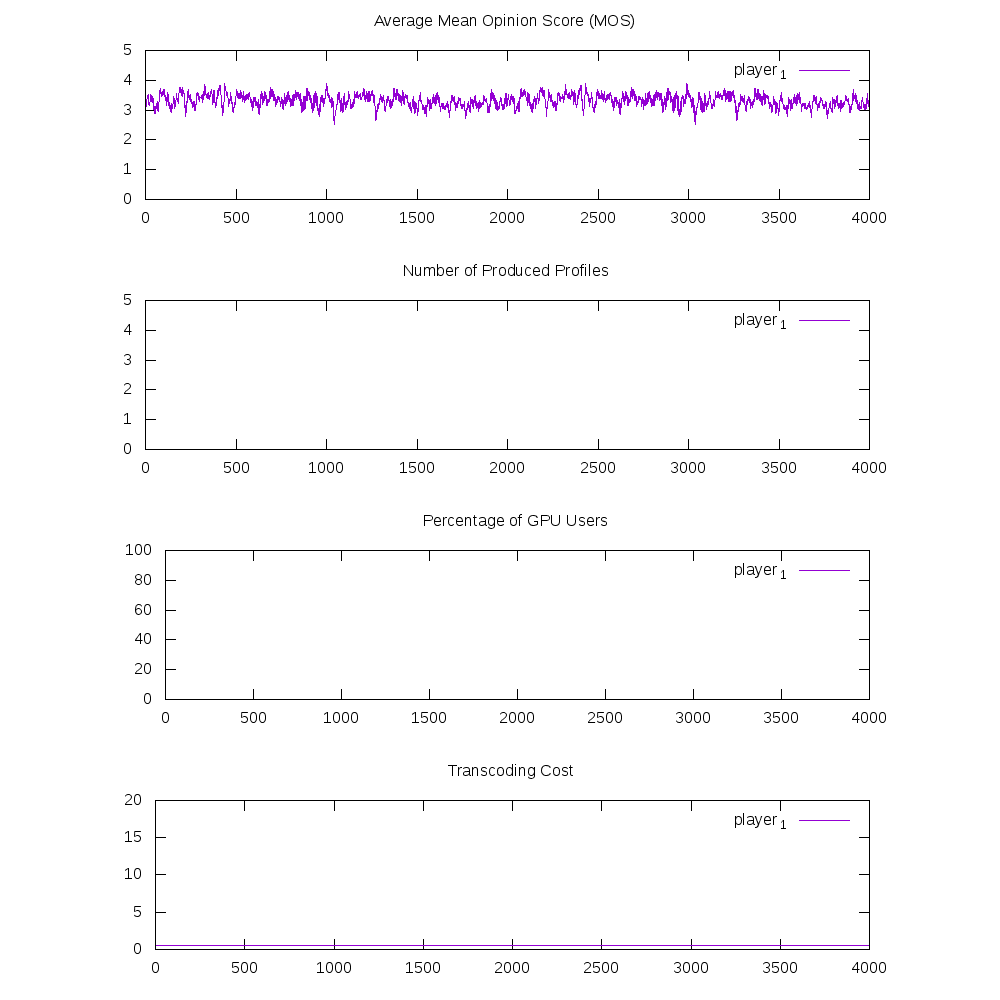 Average Mean Opinion Score (MOS)
5
player 1
4
3
2
1
0
0 500 1000 1500 2000 2500 3000 3500 4000
Number of Produced Profiles
5
player 1
4
3
2
1
0
0 500 1000 1500 2000 2500 3000 3500 4000
Percentage of GPU Users
100
player 1
80
60
40
20
0
0 500 1000 1500 2000 2500 3000 3500 4000
Transcoding Cost
20
player 1
15
10
5
0
0 500 1000 1500 2000 2500 3000 3500 4000